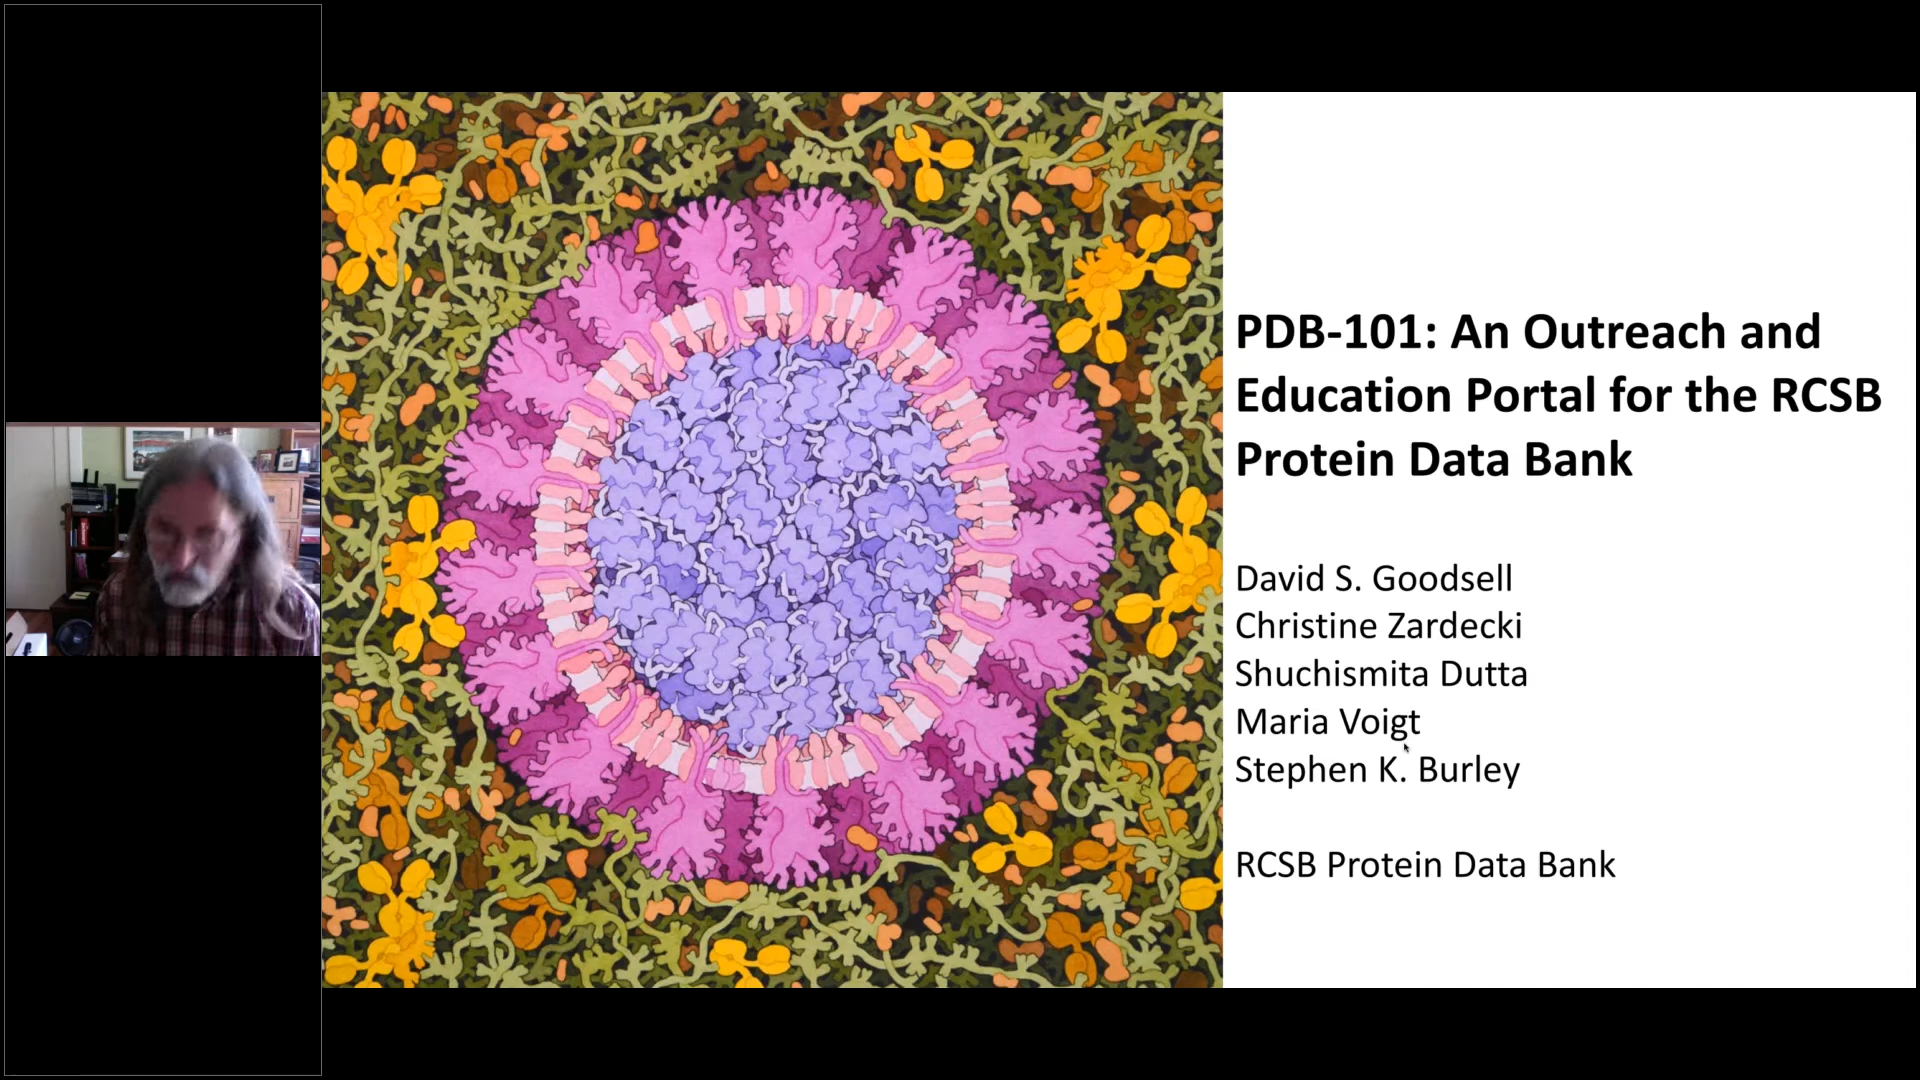 PDB-101: An Outreach and
Education Portal for the RCSB
Protein Data Bank
David S. Goodsell
Christine Zardecki
Shuchismita Dutta
Maria Voigt
Stephen K. Burley
RCSB Protein Data Bank